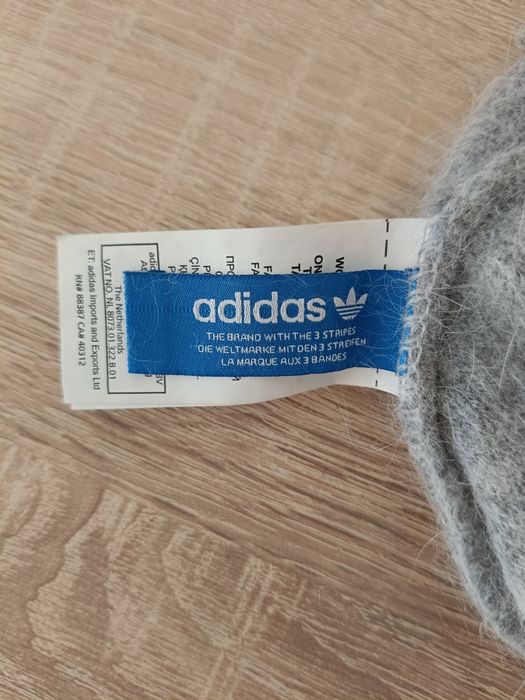 adidas
THE BRAND WITH THE 3 STRIPES
DIE WELTMARKE MIT DEN 3 STREIFEN
LA MARQUE AUX 3 BANDES
The Netherlands
VAT NO. NL 8073 01 322 B 01
ET: adidas Imports and Exports Ltd
RN# 88387 CA# 40312